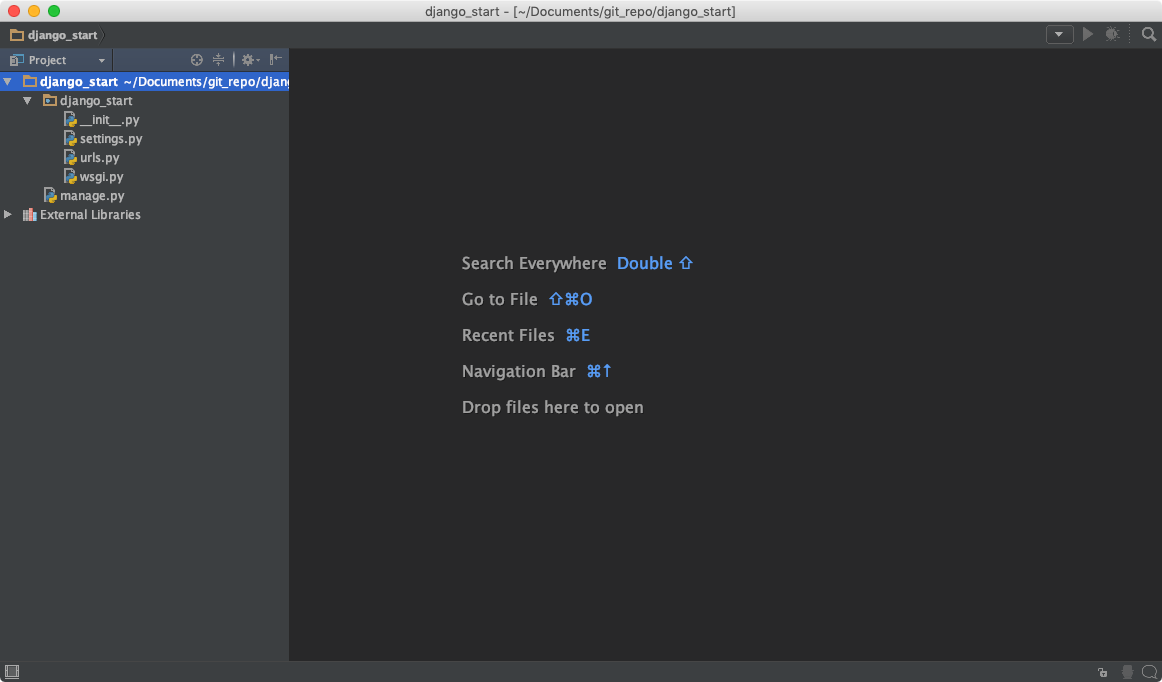 django_start - [~/Documents/git_repo/django_start]
django_start
Project
django_start ~/Documents/git_repo/djang
django_start
__init__.py
settings.py
urls.py
wsgi.py
manage.py
External Libraries
Search Everywhere Double ⇧
Go to File ⇧⌘O
Recent Files ⌘E
Navigation Bar ⌘↑
Drop files here to open